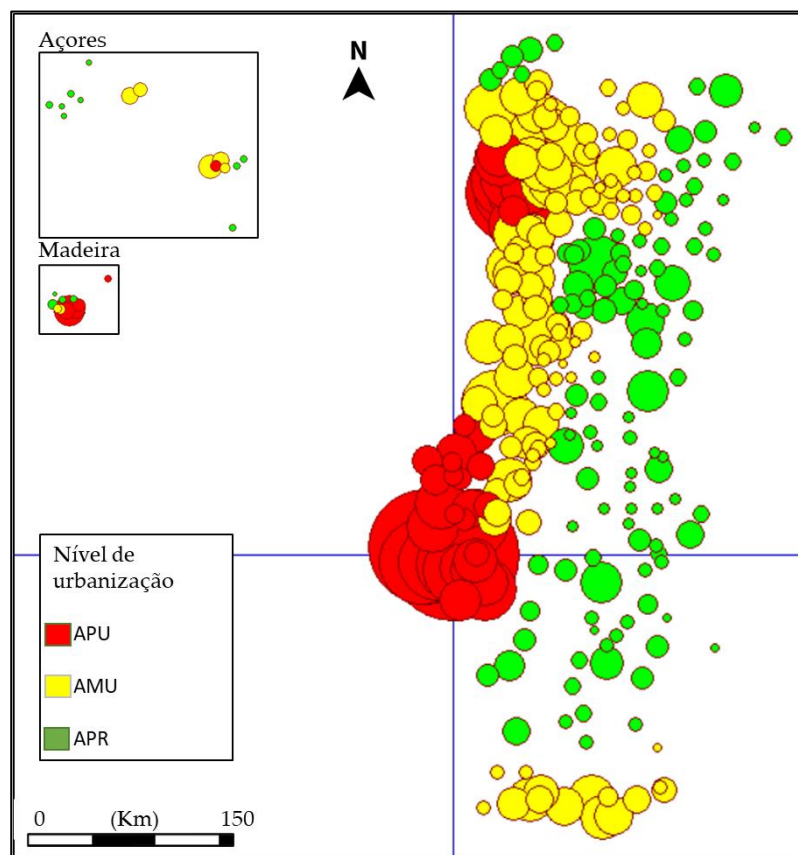 Açores
N
Madeira
Nível de
urbanização
APU
AMU
APR
0 (Km) 150